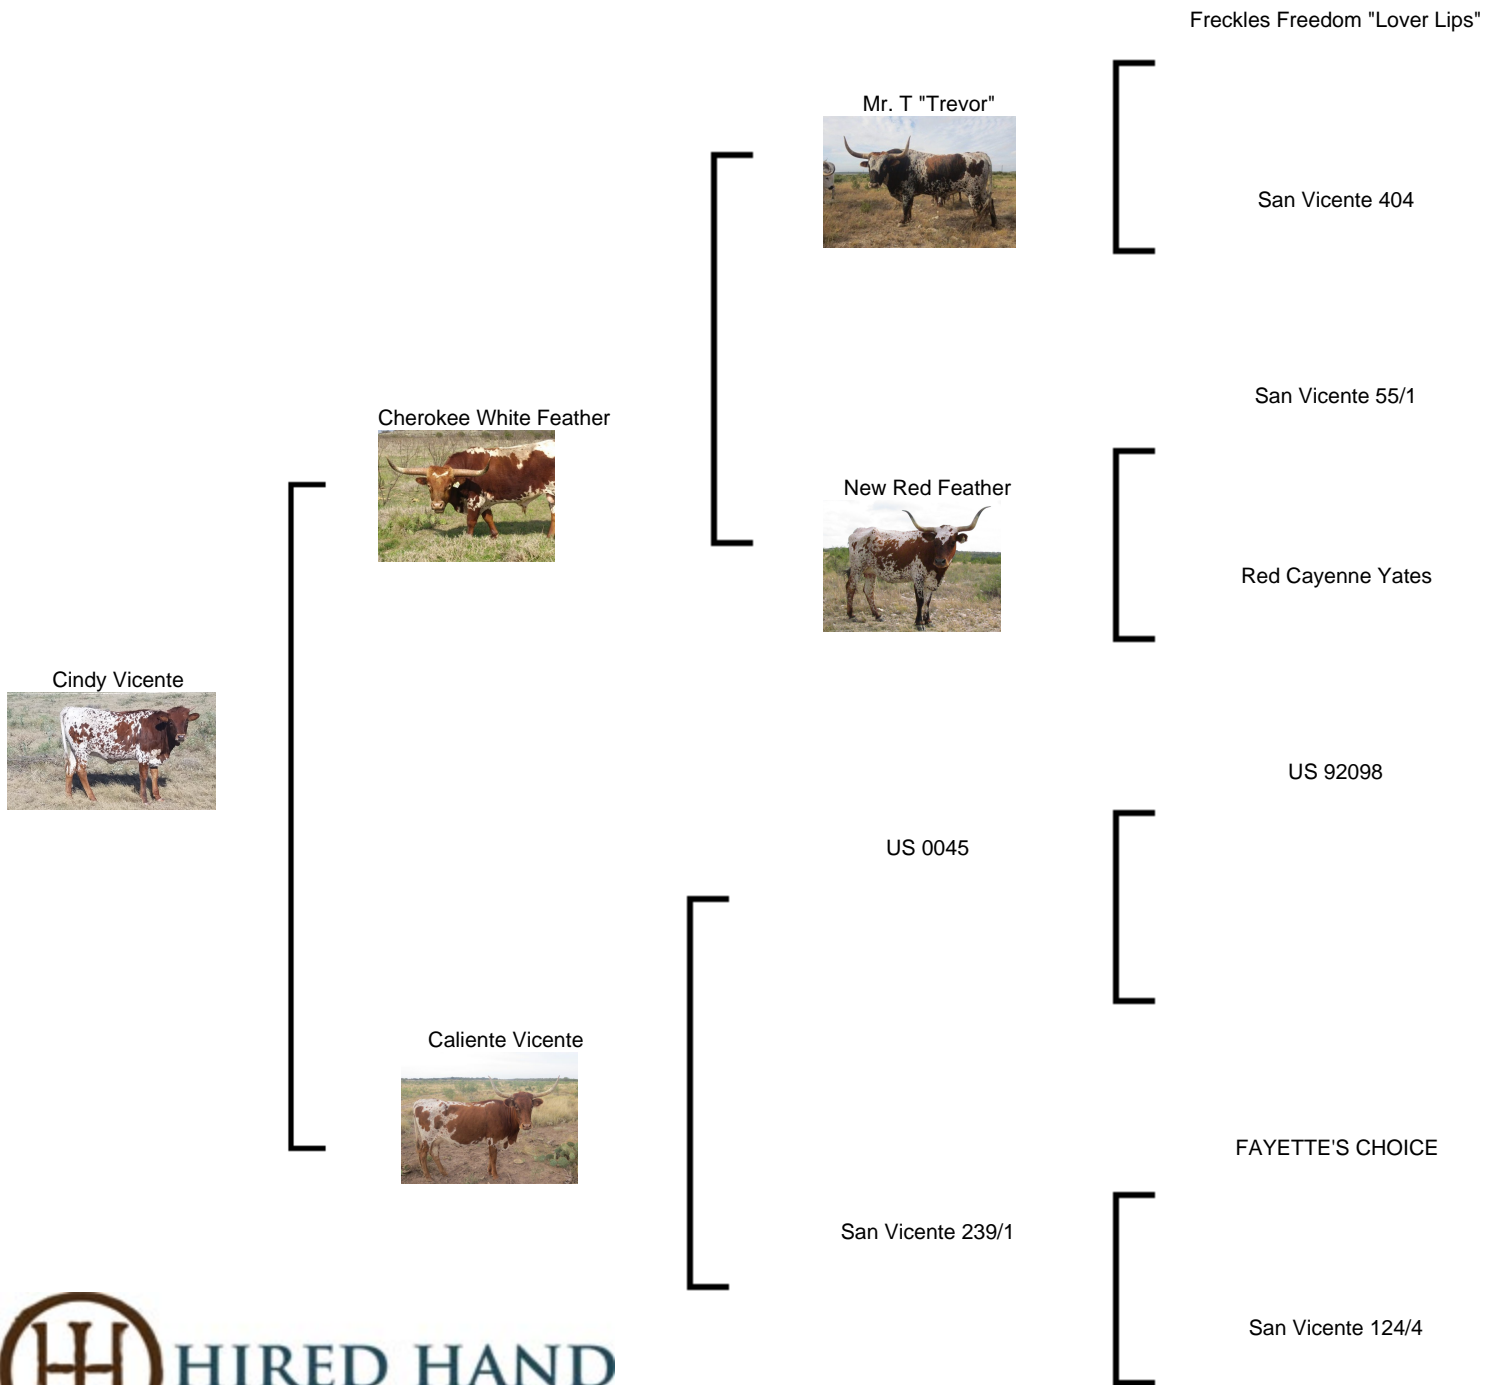 Freckles Freedom "Lover Lips"
Mr. T "Trevor"
San Vicente 404
San Vicente 55/1
Cherokee White Feather
New Red Feather
Red Cayenne Yates
Cindy Vicente
US 92098
US 0045
Caliente Vicente
FAYETTE'S CHOICE
San Vicente 239/1
San Vicente 124/4
HIRED HAND